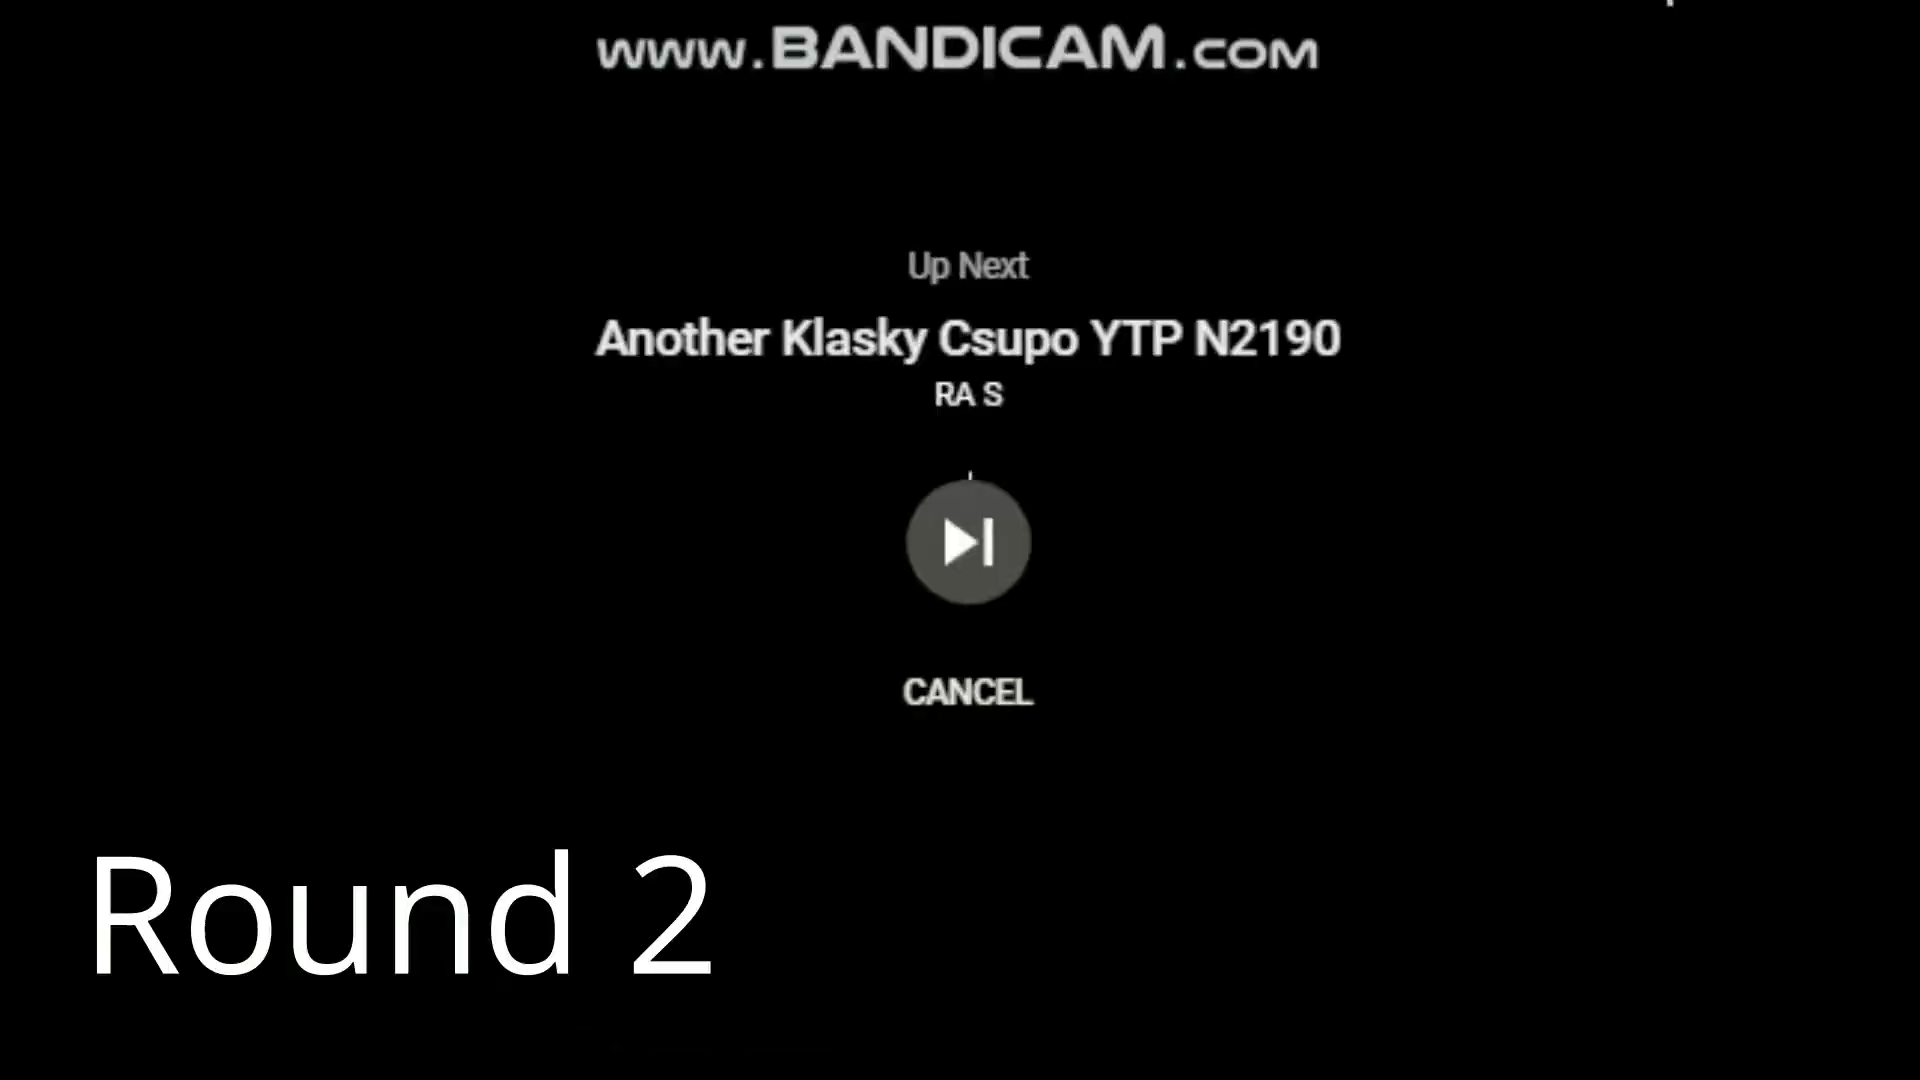 www.BANDICAM.com
Up Next
Another Klasky Csupo YTP N2190
RA S
CANCEL
Round 2